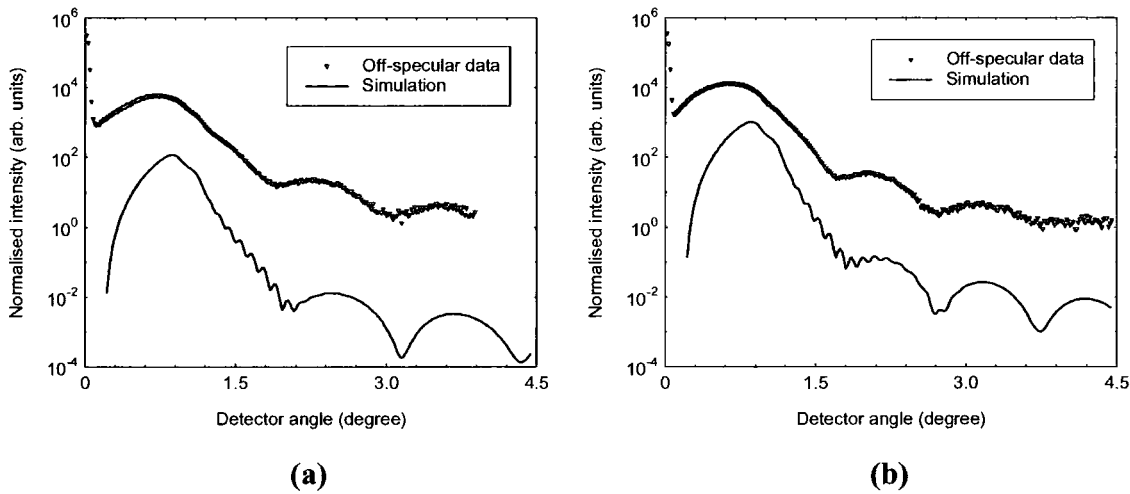 10^6
10^4
10^2
10^0
10^-2
10^-4
Normalised intensity (arb. units)
Off-specular data
Simulation
0
1.5
3.0
4.5
Detector angle (degree)
(a)
10^6
10^4
10^2
10^0
10^-2
10^-4
Normalised intensity (arb. units)
Off-specular data
Simulation
0
1.5
3.0
4.5
Detector angle (degree)
(b)